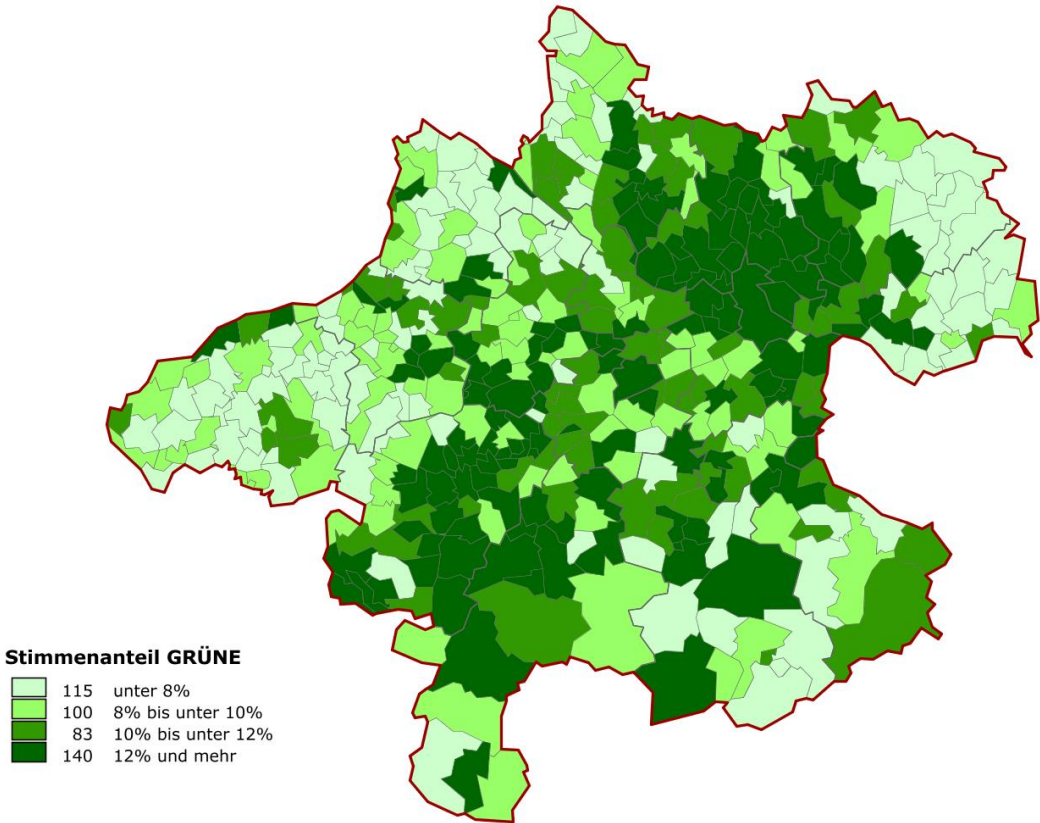 Stimmenanteil GRÜNE
115 unter 8%
100 8% bis unter 10%
83 10% bis unter 12%
140 12% und mehr